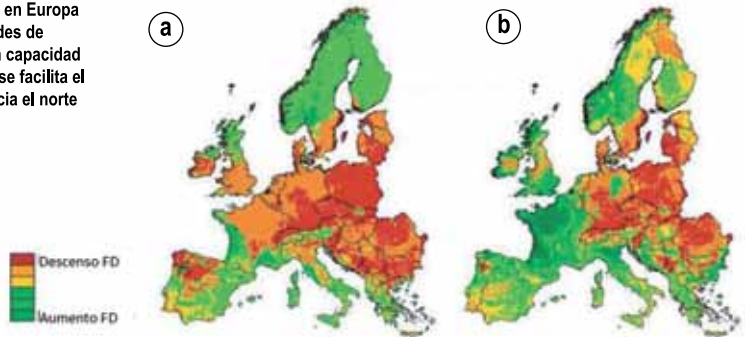 en Europa
des de
capacidad
se facilita el
cia el norte
a
b
Descenso FD
Aumento FD